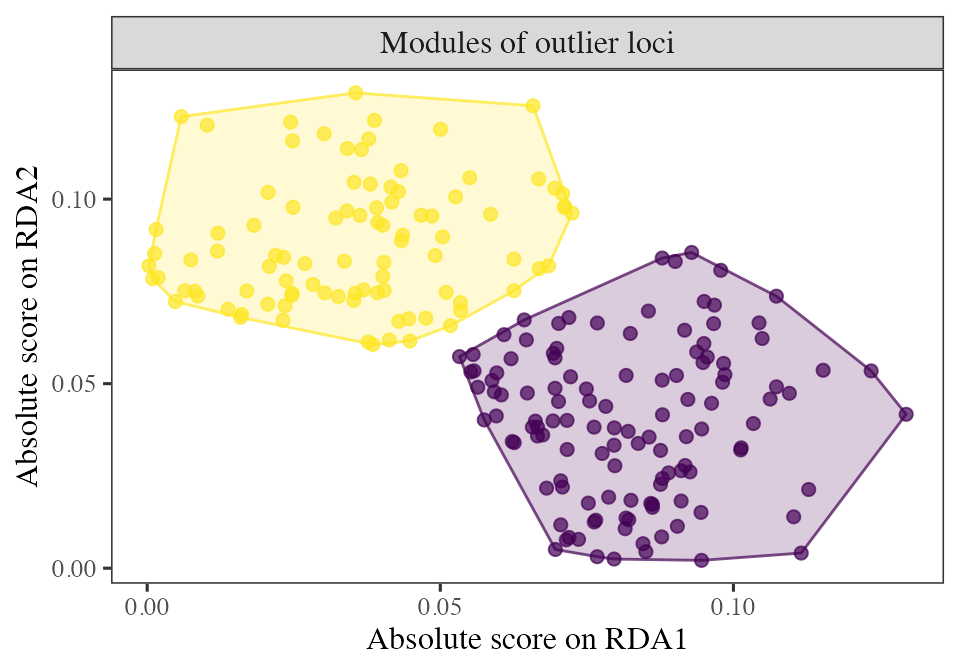 Modules of outlier loci
Absolute score on RDA2
0.10
0.05
0.00
0.00 0.05 0.10
Absolute score on RDA1